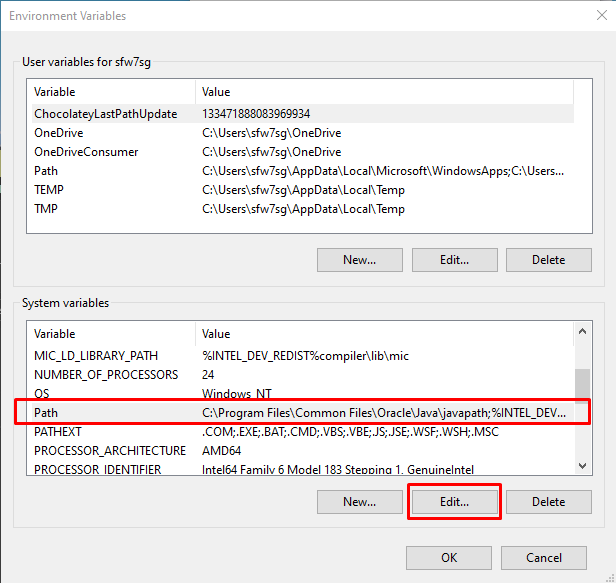 Environment Variables
User variables for sfw7sg
Variable Value
ChocolateyLastPathUpdate 133471888083969934
OneDrive C:\Users\sfw7sg\OneDrive
OneDriveConsumer C:\Users\sfw7sg\OneDrive
Path C:\Users\sfw7sg\AppData\Local\Microsoft\WindowsApps;C:\Users...
TEMP C:\Users\sfw7sg\AppData\Local\Temp
TMP C:\Users\sfw7sg\AppData\Local\Temp
New... Edit... Delete
System variables
Variable Value
MIC_LD_LIBRARY_PATH %INTEL_DEV_REDIST%compiler\lib\mic
NUMBER_OF_PROCESSORS 24
OS Windows_NT
Path C:\Program Files\Common Files\Oracle\Java\javapath;%INTEL_DEV...
PATHEXT .COM;.EXE;.BAT;.CMD;.VBS;.VBE;.JS;.JSE;.WSF;.WSH;.MSC
PROCESSOR_ARCHITECTURE AMD64
PROCESSOR_IDENTIFIER Intel64 Family 6 Model 183 Stepping 1, GenuineIntel
New... Edit... Delete
OK Cancel